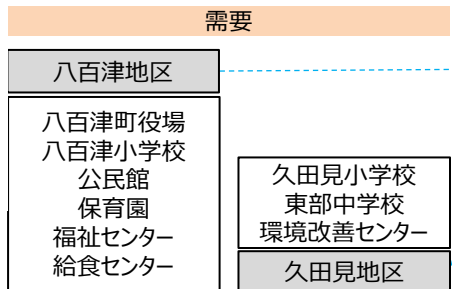 需要
八百津地区
八百津町役場
八百津小学校
公民館
保育園
福祉センター
給食センター
久田見小学校
東部中学校
環境改善センター
久田見地区